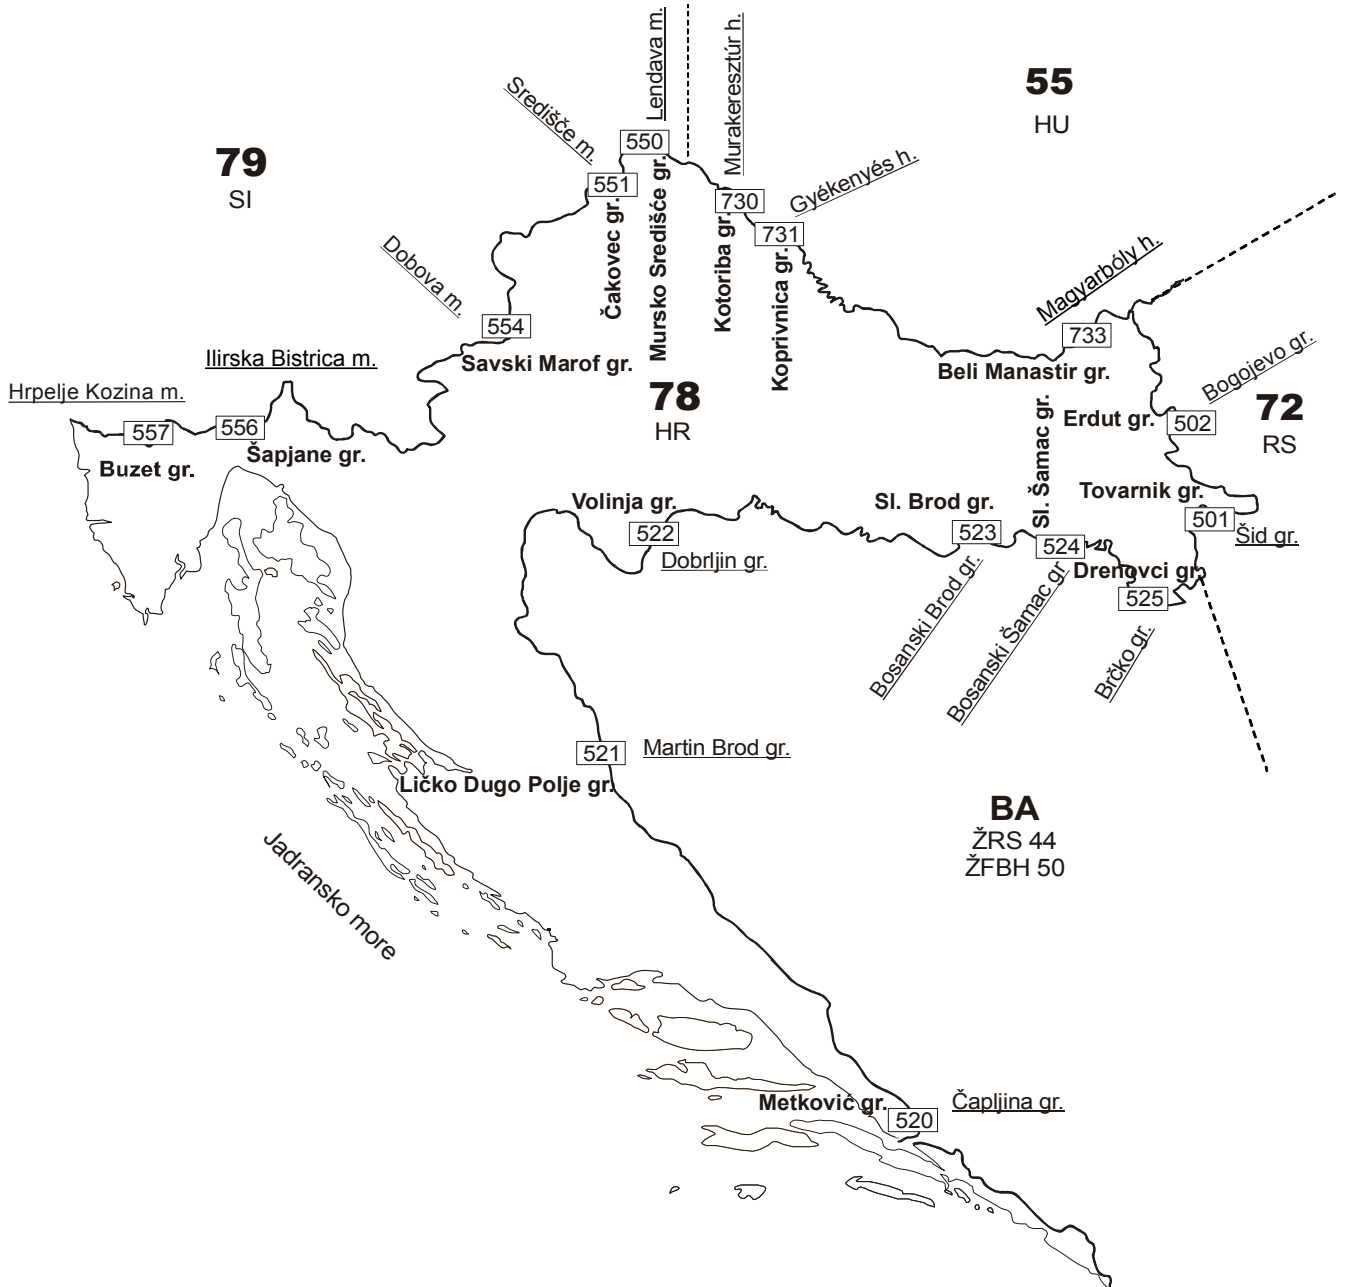 Lendava m.
Murakeresztúr h.
55
HU
Središče m.
550
79
SI
551
Gyékenyés h.
730
731
Čakovec gr.
Mursko Središće gr.
Kotoriba gr.
Koprivnica gr.
Dobova m.
554
Savski Marof gr.
Magyarbóly h.
733
Beli Manastir gr.
Ilirska Bistrica m.
Hrpelje Kozina m.
557
556
Buzet gr.
Šapjane gr.
78
HR
Bogojevo gr.
72
RS
Erdut gr.
502
Sl. Šamac gr.
Tovarnik gr.
501
Šid gr.
Volinja gr.
522
Dobrljin gr.
Sl. Brod gr.
523
524
Drenovci gr.
525
Bosanski Brod gr.
Bosanski Šamac gr
Brčko gr.
521
Martin Brod gr.
Ličko Dugo Polje gr.
BA
ŽRS 44
ŽFBH 50
Jadransko more
Metković gr.
520
Čapljina gr.